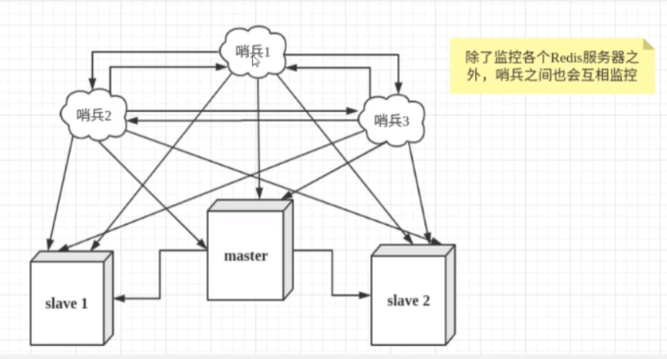 哨兵1
除了监控各个Redis服务器之
外，哨兵之间也会互相监控
哨兵2
哨兵3
master
slave 1
slave 2